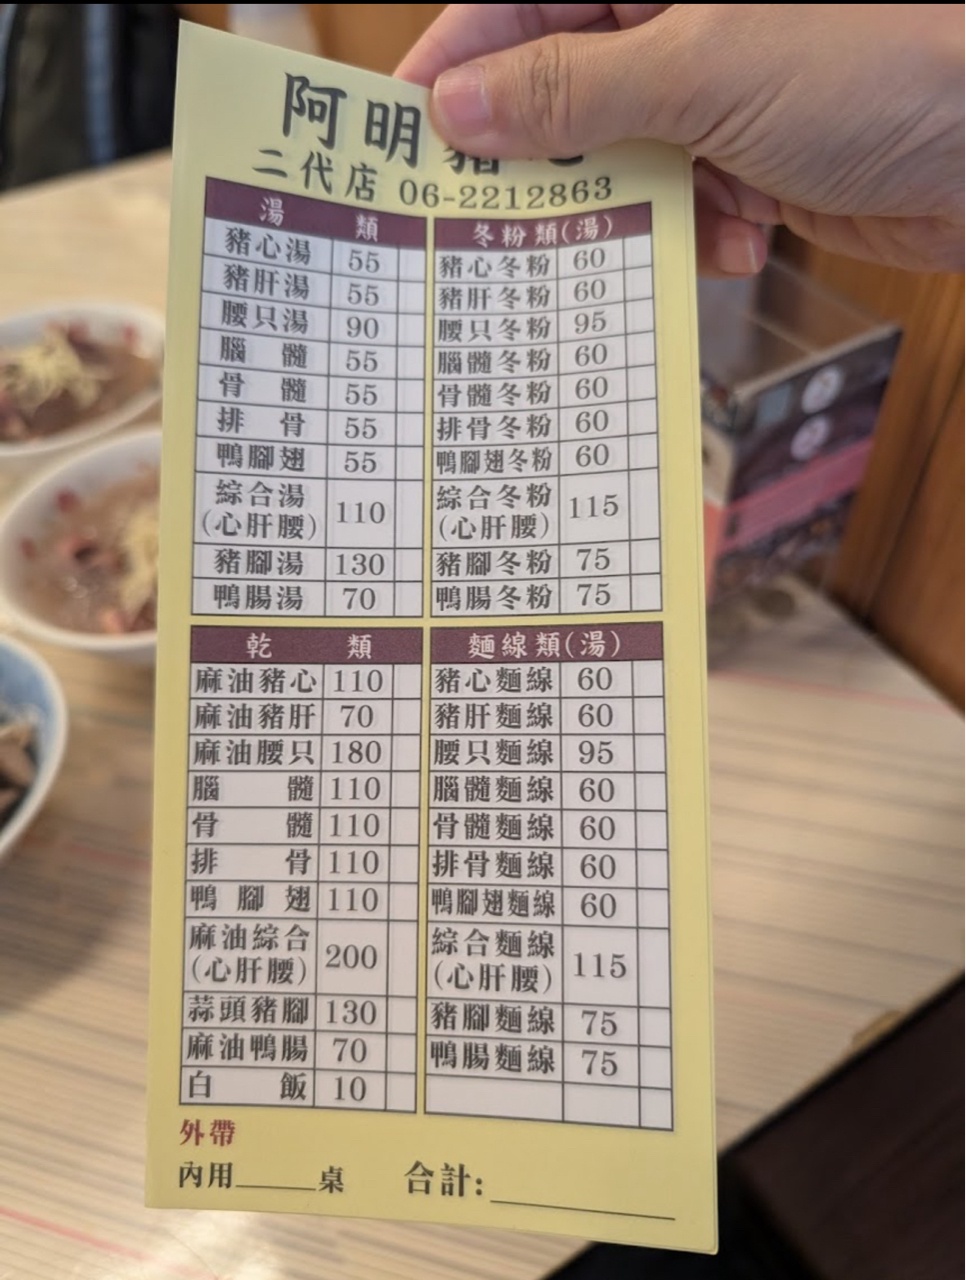 阿明豬
二代店 06-2212863
湯 類
豬心湯 55
豬肝湯 55
腰只湯 90
腦 髓 55
骨 髓 55
排 骨 55
鴨腳翅 55
綜合湯
(心肝腰) 110
豬腳湯 130
鴨腸湯 70
冬粉類(湯)
豬心冬粉 60
豬肝冬粉 60
腰只冬粉 95
腦髓冬粉 60
骨髓冬粉 60
排骨冬粉 60
鴨腳翅冬粉 60
綜合冬粉
(心肝腰) 115
豬腳冬粉 75
鴨腸冬粉 75
乾 類
麻油豬心 110
麻油豬肝 70
麻油腰只 180
腦 髓 110
骨 髓 110
排 骨 110
鴨 腳 翅 110
麻油綜合
(心肝腰) 200
蒜頭豬腳 130
麻油鴨腸 70
白 飯 10
麵線類(湯)
豬心麵線 60
豬肝麵線 60
腰只麵線 95
腦髓麵線 60
骨髓麵線 60
排骨麵線 60
鴨腳翅麵線 60
綜合麵線
(心肝腰) 115
豬腳麵線 75
鴨腸麵線 75
外帶
內用_____桌 合計:__________